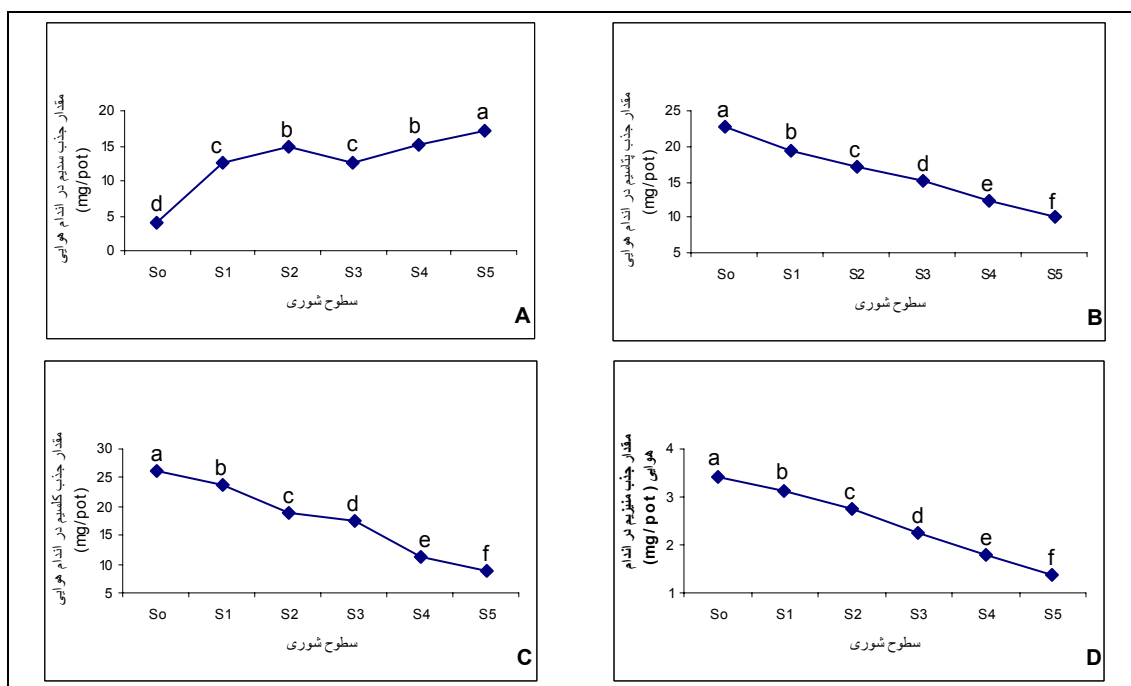 مقدار جذب سدیم در اندام هوایی
(mg/pot)
20
15
10
5
0
d
c
b
c
b
a
So S1 S2 S3 S4 S5
سطوح شوری
A
مقدار جذب پتاسیم در اندام هوایی
(mg/pot)
25
20
15
10
5
a
b
c
d
e
f
So S1 S2 S3 S4 S5
سطوح شوری
B
مقدار جذب کلسیم در اندام هوایی
(mg/pot)
30
25
20
15
10
5
a
b
c
d
e
f
So S1 S2 S3 S4 S5
سطوح شوری
C
مقدار جذب منیزیم در اندام
هوایی (mg/pot)
4
3
2
1
a
b
c
d
e
f
So S1 S2 S3 S4 S5
سطوح شوری
D